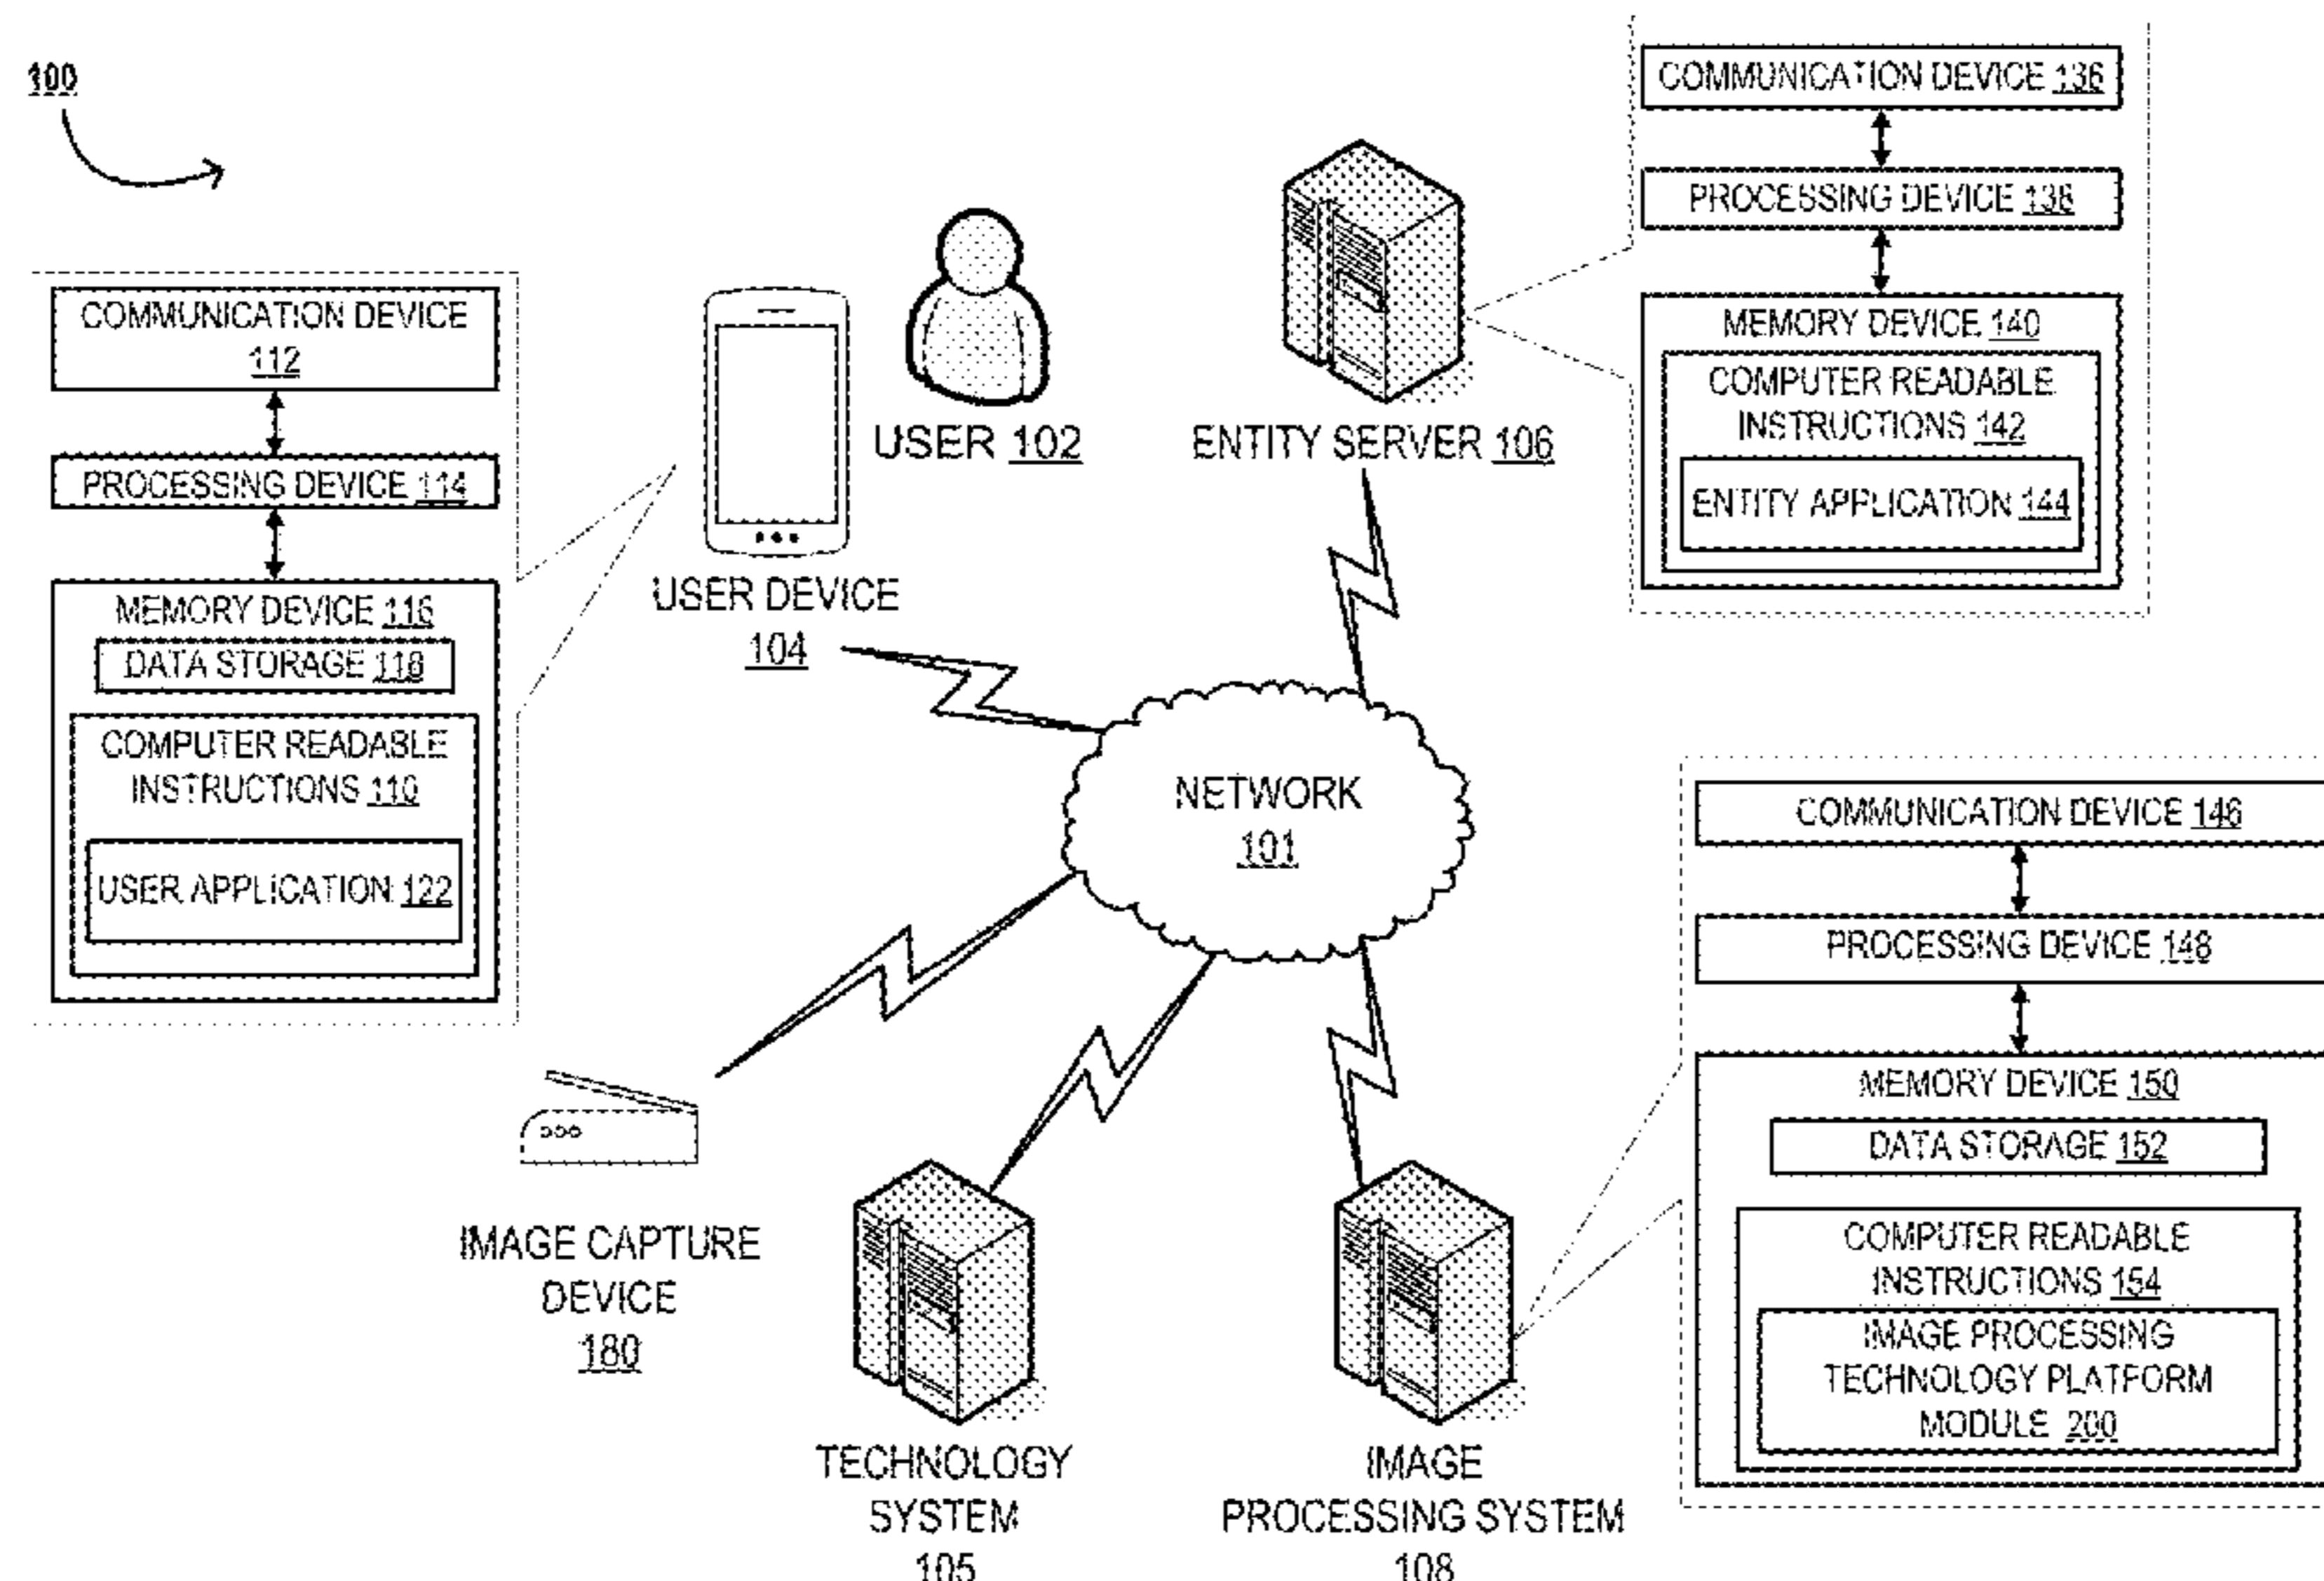 100
COMMUNICATION DEVICE
112
PROCESSING DEVICE 114
MEMORY DEVICE 116
DATA STORAGE 118
COMPUTER READABLE
INSTRUCTIONS 110
USER APPLICATION 122
USER DEVICE
104
USER 102
ENTITY SERVER 106
COMMUNICATION DEVICE 136
PROCESSING DEVICE 138
MEMORY DEVICE 140
COMPUTER READABLE
INSTRUCTIONS 142
ENTITY APPLICATION 144
NETWORK
101
COMMUNICATION DEVICE 146
PROCESSING DEVICE 148
MEMORY DEVICE 150
DATA STORAGE 152
COMPUTER READABLE
INSTRUCTIONS 154
IMAGE PROCESSING
TECHNOLOGY PLATFORM
MODULE 200
IMAGE CAPTURE
DEVICE
180
TECHNOLOGY
SYSTEM
105
IMAGE
PROCESSING SYSTEM
108